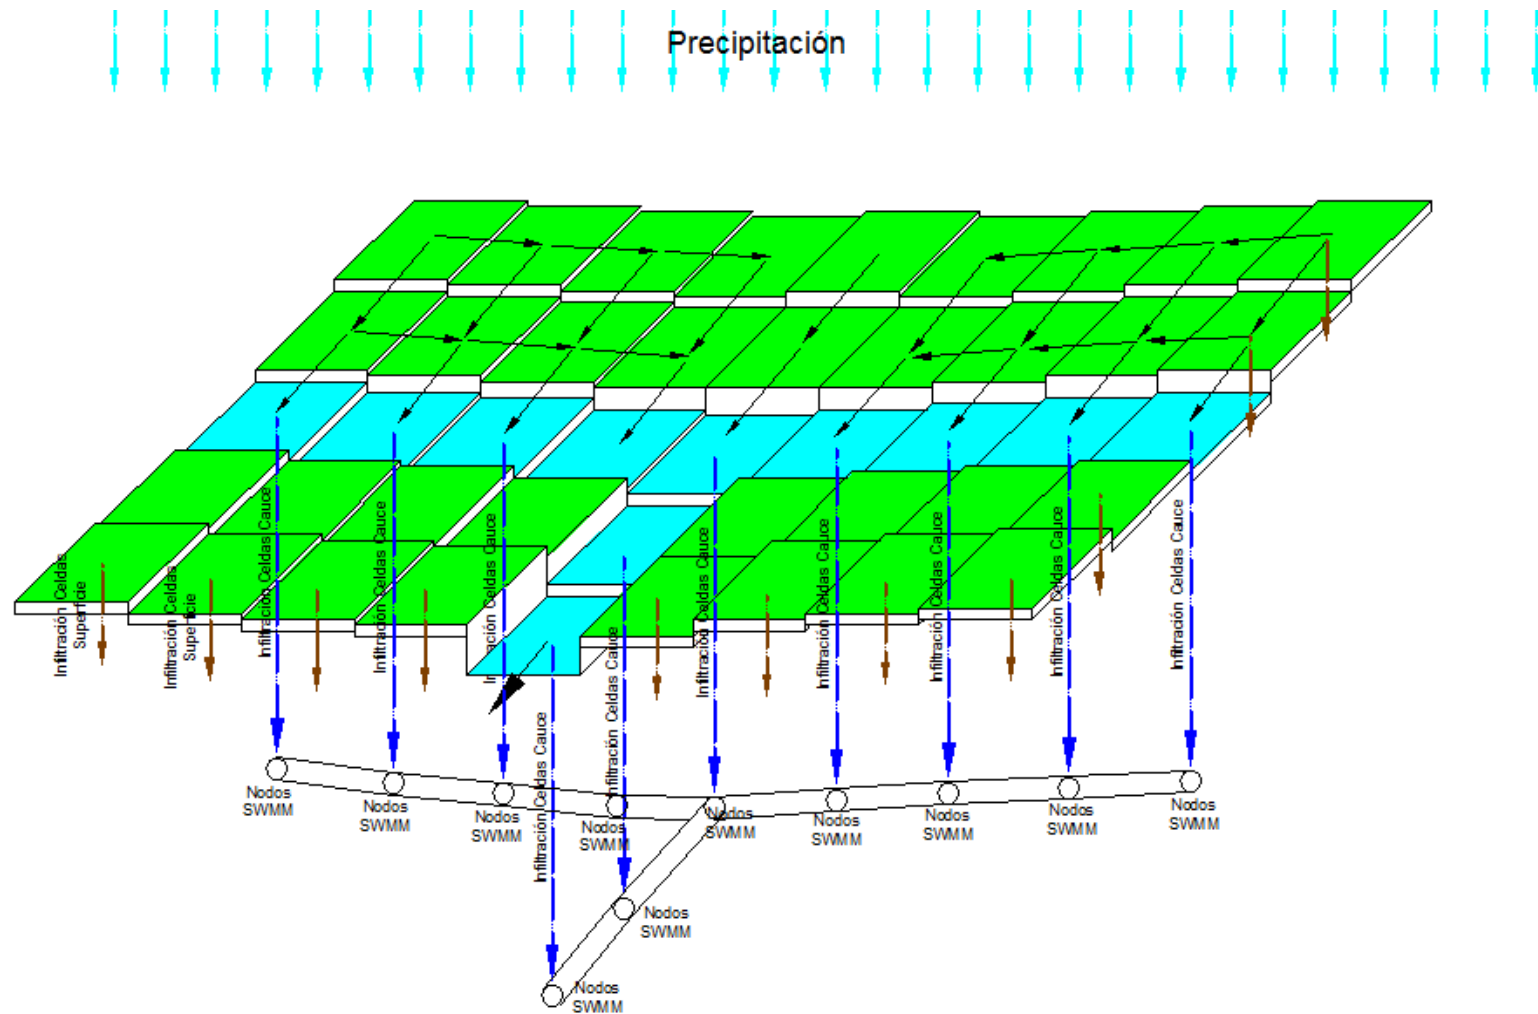 Precipitación
Infiltración Celdas
Superficie
Infiltración Celdas
Superficie
Infiltración Celdas Cauce
Infiltración Celdas Cauce
Infiltración Celdas Cauce
Infiltración Celdas Cauce
Infiltración Celdas Cauce
Infiltración Celdas Cauce
Infiltración Celdas Cauce
Infiltración Celdas Cauce
Infiltración Celdas Cauce
Infiltración Celdas Cauce
Nodos
SWMM
Nodos
SWMM
Nodos
SWMM
Nodos
SWMM
Nodos
SWMM
Nodos
SWMM
Nodos
SWMM
Nodos
SWMM
Nodos
SWMM
Nodos
SWMM
Nodos
SWMM